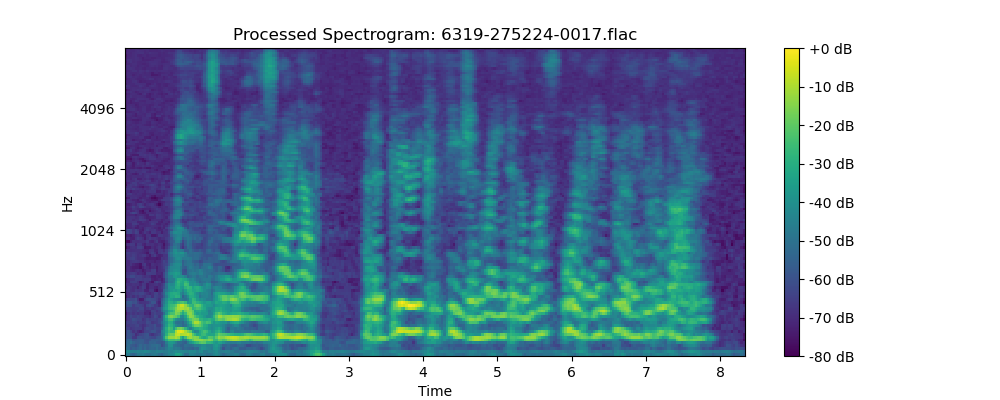 Processed Spectrogram: 6319-275224-0017.flac
Hz
4096
2048
1024
512
0
0 1 2 3 4 5 6 7 8
Time
+0 dB
-10 dB
-20 dB
-30 dB
-40 dB
-50 dB
-60 dB
-70 dB
-80 dB